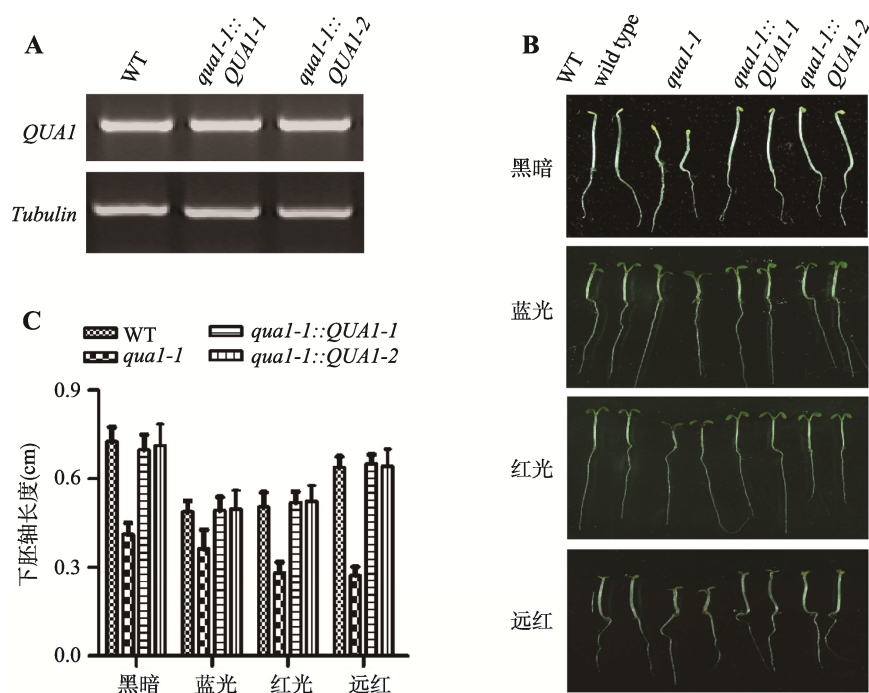 A
WT
qua1-1::
QUA1-1
qua1-1::
QUA1-2
QUA1
Tubulin
B
WT
wild type
qua1-1
qua1-1::
QUA1-1
qua1-1::
QUA1-2
黑暗
蓝光
红光
远红
C
WT
qua1-1::QUA1-1
qua1-1
qua1-1::QUA1-2
下胚轴长度(cm)
0.9
0.6
0.3
0.0
黑暗 蓝光 红光 远红